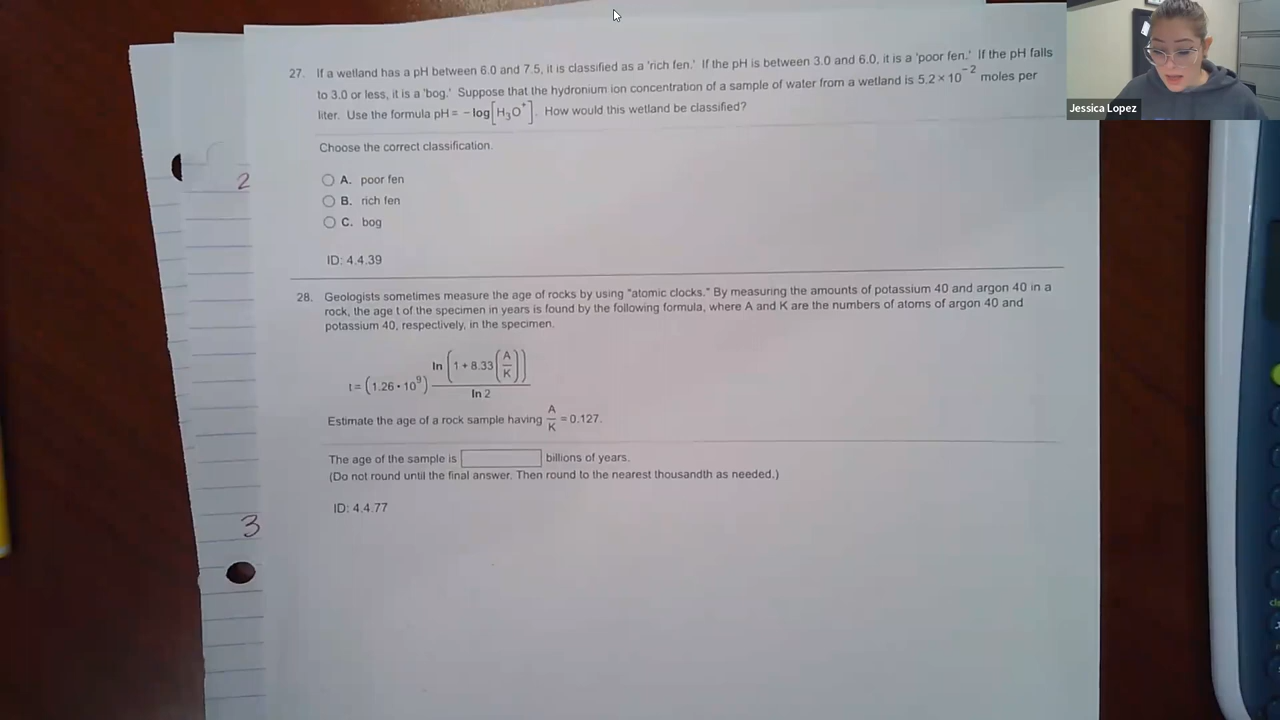 27. If a wetland has a pH between 6.0 and 7.5, it is classified as a 'rich fen.' If the pH is between 3.0 and 6.0, it is a 'poor fen.' If the pH falls
to 3.0 or less, it is a 'bog.' Suppose that the hydronium ion concentration of a sample of water from a wetland is 5.2 × 10⁻² moles per
liter. Use the formula pH = − log[H₃O⁺]. How would this wetland be classified?
Choose the correct classification.
A. poor fen
B. rich fen
C. bog
ID: 4.4.39
28. Geologists sometimes measure the age of rocks by using "atomic clocks." By measuring the amounts of potassium 40 and argon 40 in a
rock, the age t of the specimen in years is found by the following formula, where A and K are the numbers of atoms of argon 40 and
potassium 40, respectively, in the specimen.
t = (1.26 • 10⁹) ln(1 + 8.33(A/K)) / ln 2
Estimate the age of a rock sample having A/K = 0.127.
The age of the sample is billions of years.
(Do not round until the final answer. Then round to the nearest thousandth as needed.)
ID: 4.4.77
2
3
Jessica Lopez